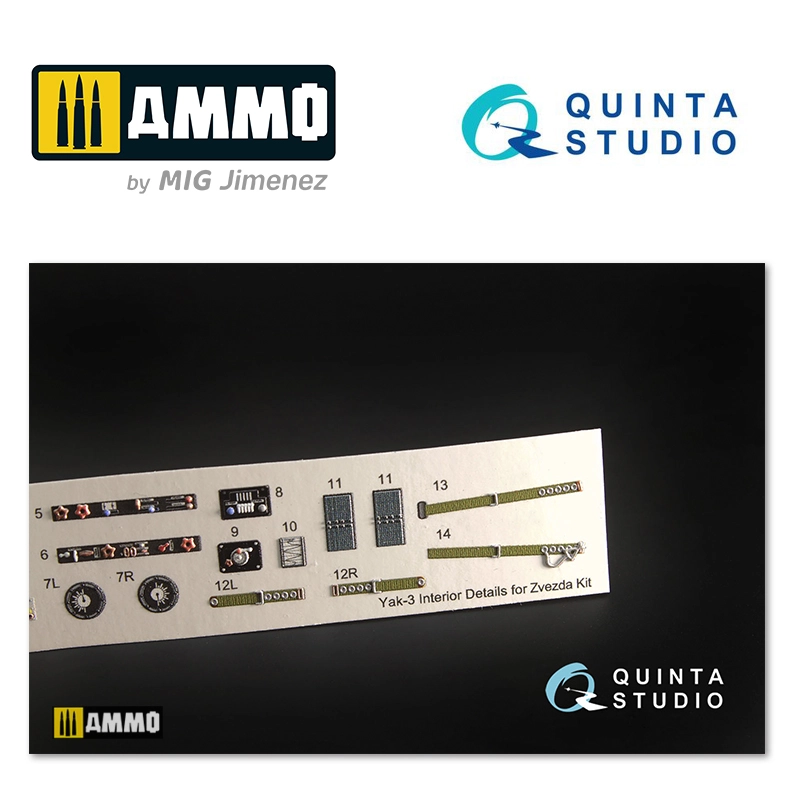 AMMO
by MIG Jimenez
QUINTA
STUDIO
5
8
11
11
13
6
9
10
14
7L
7R
12L
12R
Yak-3 Interior Details for Zvezda Kit
AMMO
QUINTA
STUDIO